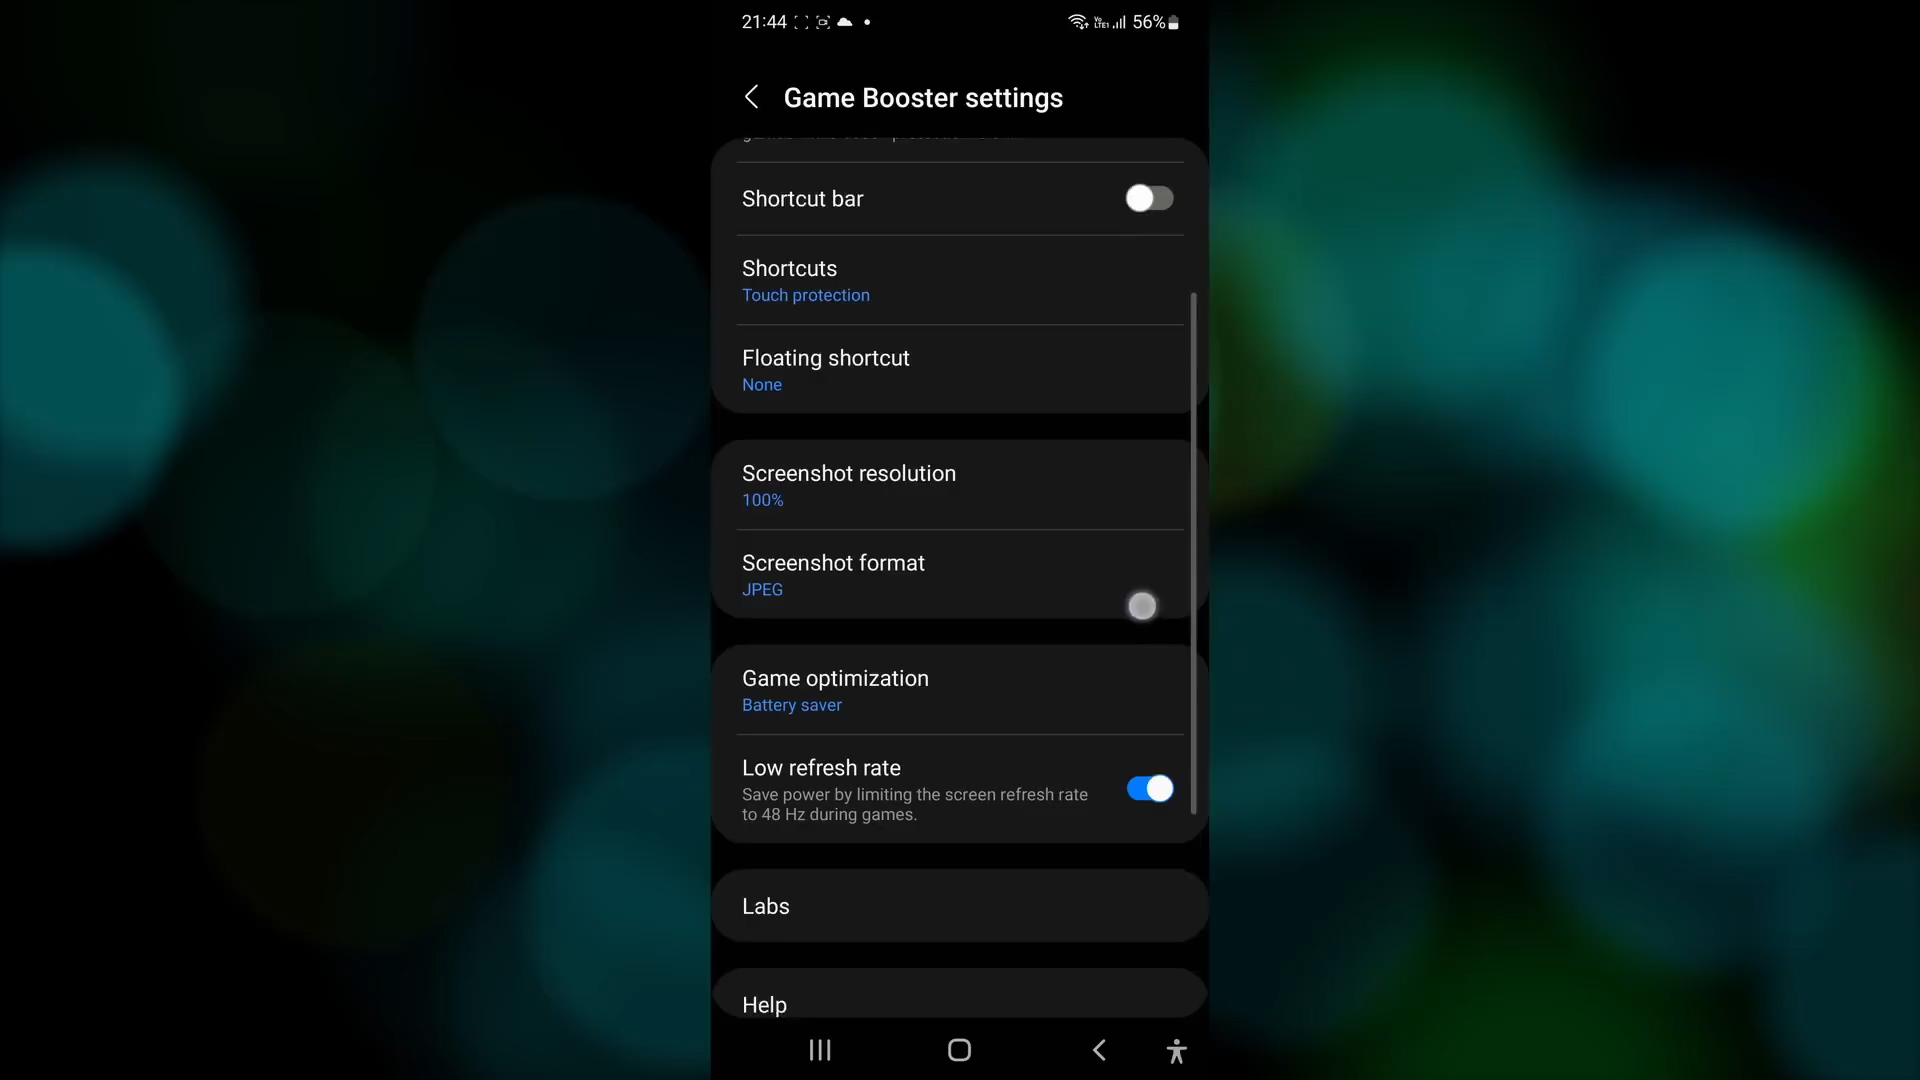 21:44
56%
Game Booster settings
Shortcut bar
Shortcuts
Touch protection
Floating shortcut
None
Screenshot resolution
100%
Screenshot format
JPEG
Game optimization
Battery saver
Low refresh rate
Save power by limiting the screen refresh rate
to 48 Hz during games.
Labs
Help